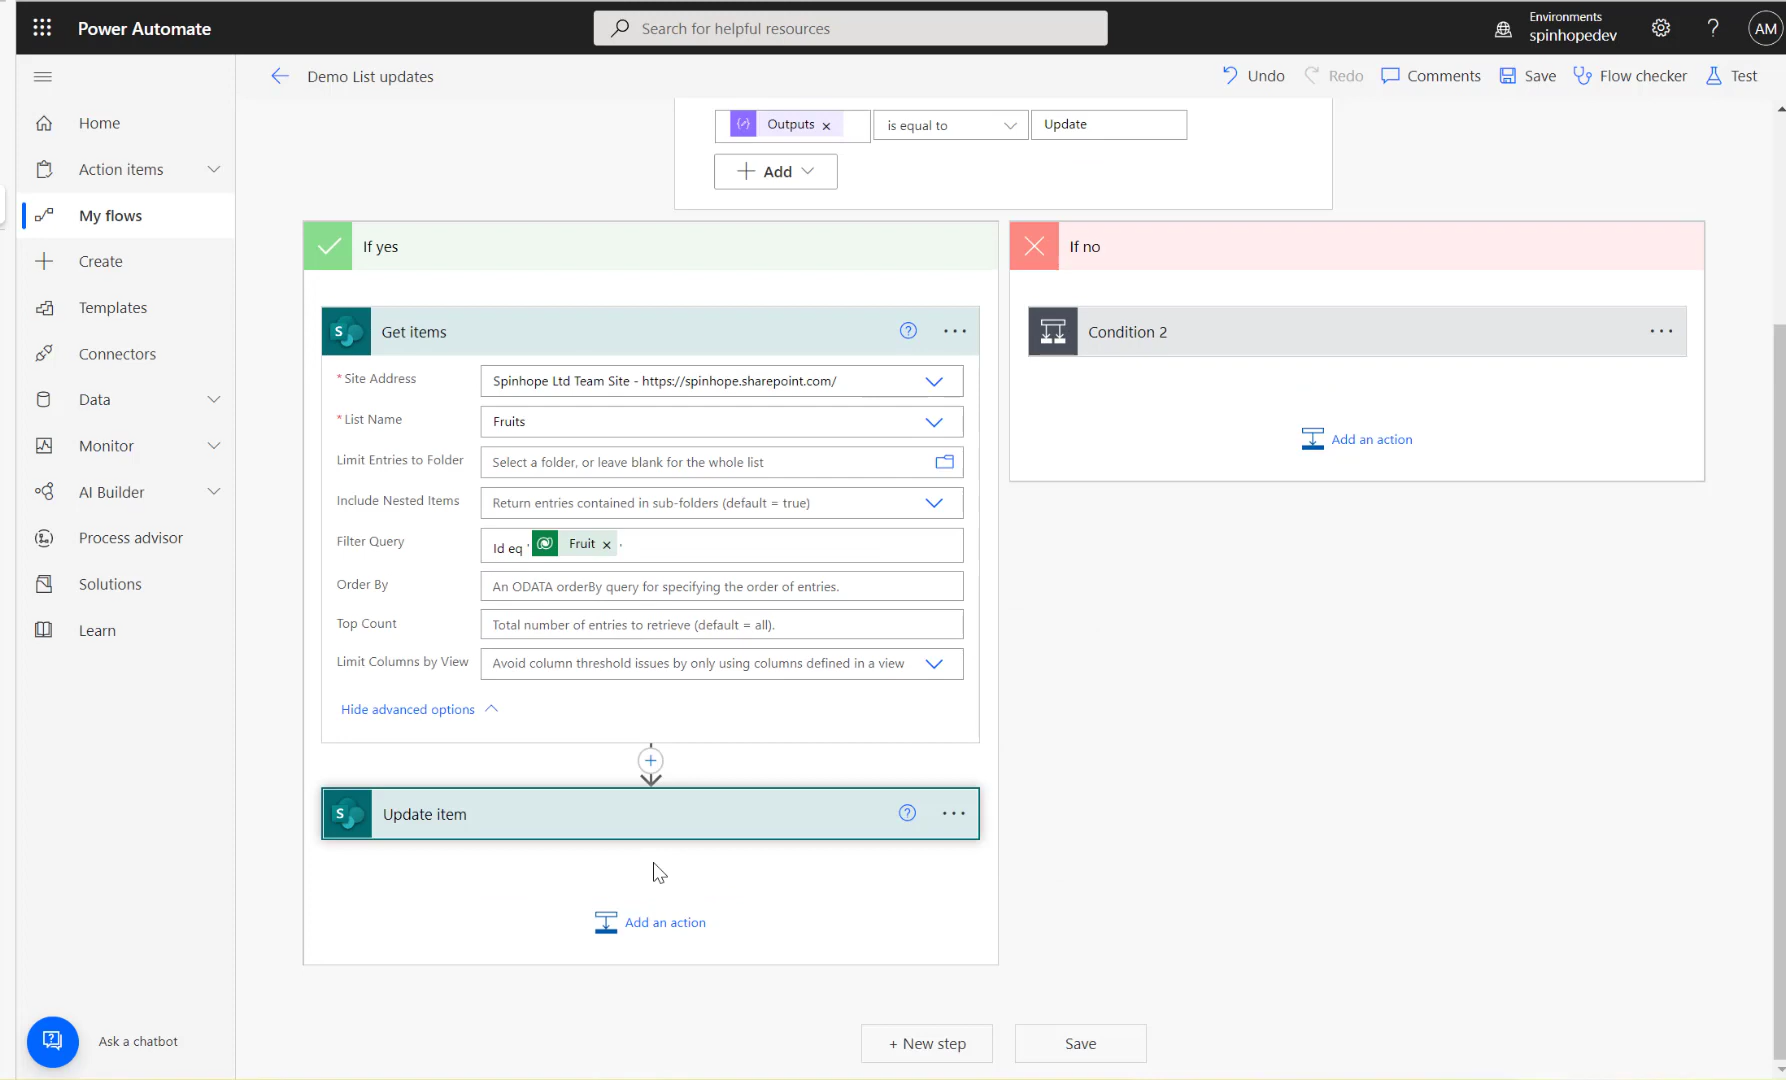 Power Automate
Search for helpful resources
Environments
spinhopedev
AM
Demo List updates
Undo
Redo
Comments
Save
Flow checker
Test
Home
Action items
My flows
Create
Templates
Connectors
Data
Monitor
AI Builder
Process advisor
Solutions
Learn
Ask a chatbot
Outputs
is equal to
Update
Add
If yes
Get items
* Site Address
Spinhope Ltd Team Site - https://spinhope.sharepoint.com/
* List Name
Fruits
Limit Entries to Folder
Select a folder, or leave blank for the whole list
Include Nested Items
Return entries contained in sub-folders (default = true)
Filter Query
Id eq ' Fruit '
Order By
An ODATA orderBy query for specifying the order of entries.
Top Count
Total number of entries to retrieve (default = all).
Limit Columns by View
Avoid column threshold issues by only using columns defined in a view
Hide advanced options
Update item
Add an action
If no
Condition 2
Add an action
+ New step
Save